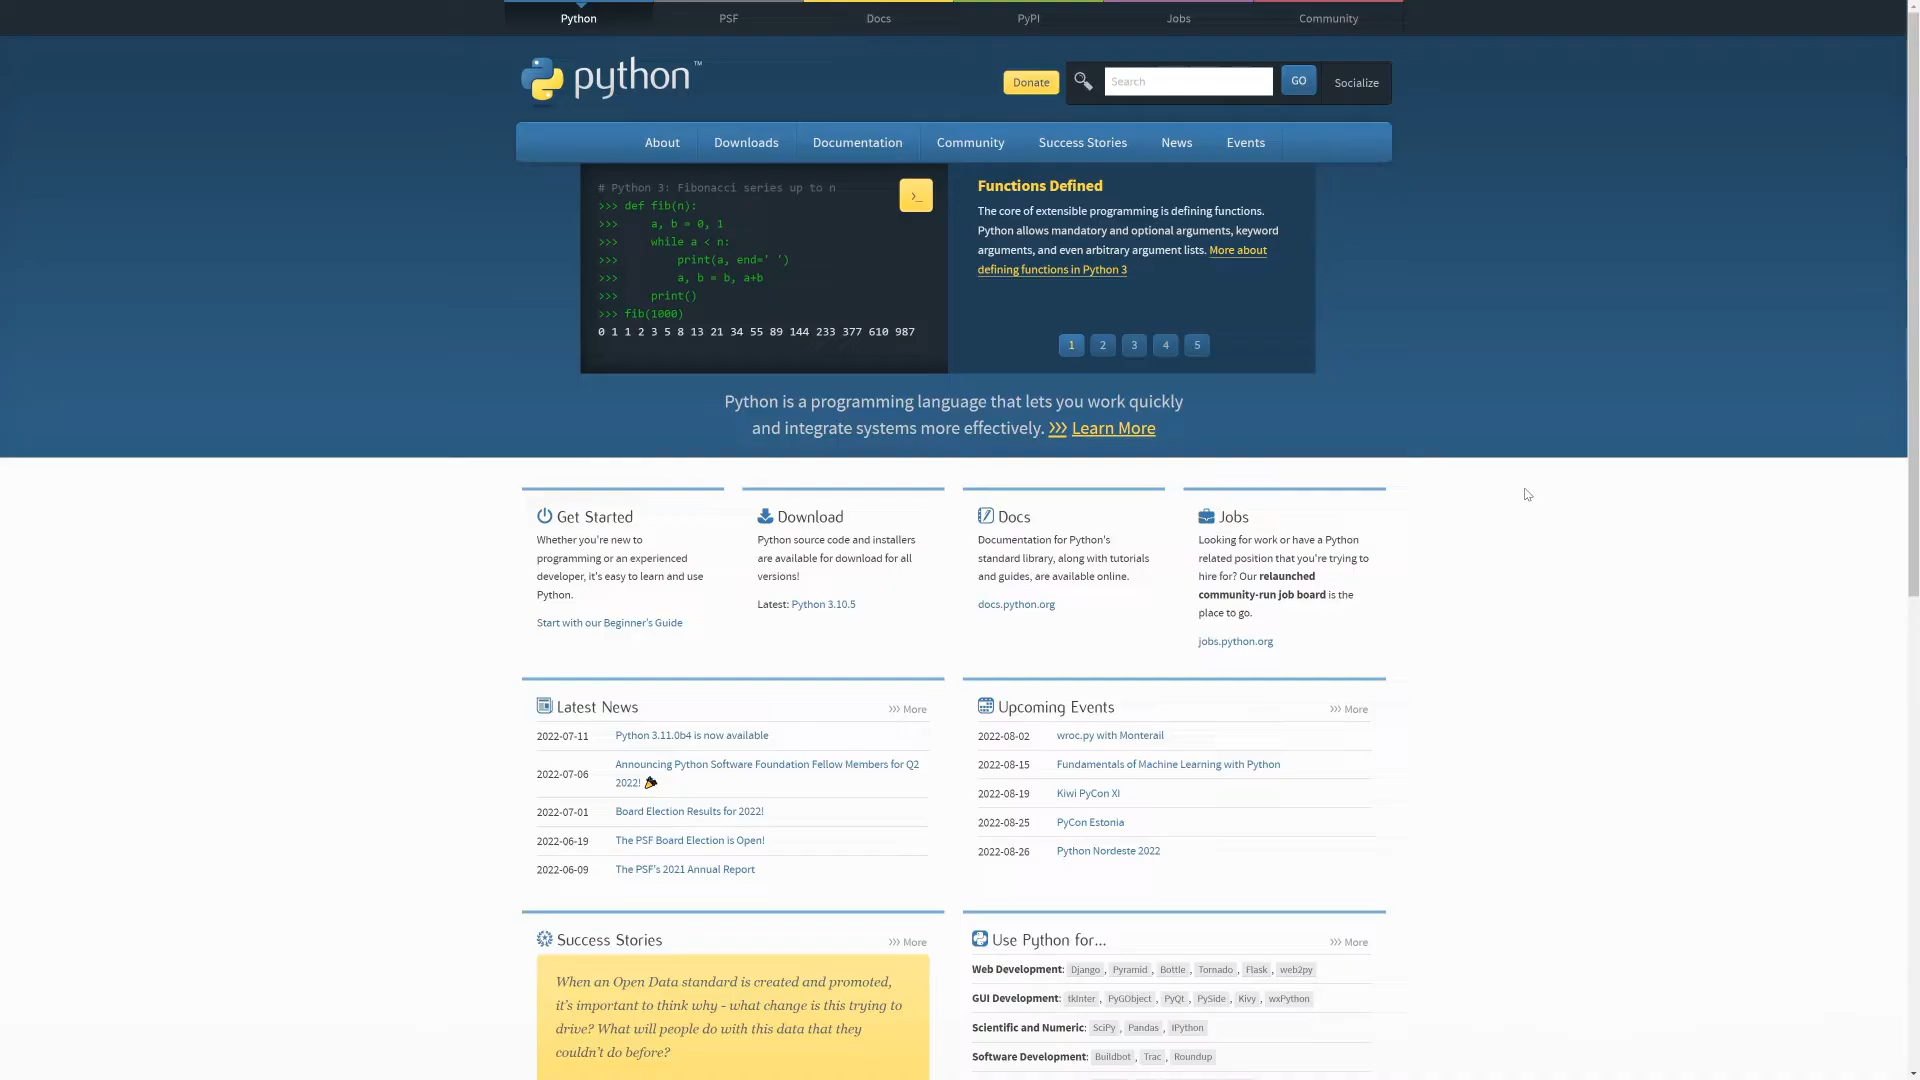 Python PSF Docs PyPI Jobs Community
python™
Donate Search GO Socialize
About Downloads Documentation Community Success Stories News Events
# Python 3: Fibonacci series up to n
>>> def fib(n):
>>>     a, b = 0, 1
>>>     while a < n:
>>>         print(a, end=' ')
>>>         a, b = b, a+b
>>>     print()
>>> fib(1000)
0 1 1 2 3 5 8 13 21 34 55 89 144 233 377 610 987
>_
Functions Defined
The core of extensible programming is defining functions.
Python allows mandatory and optional arguments, keyword
arguments, and even arbitrary argument lists. More about
defining functions in Python 3
1 2 3 4 5
Python is a programming language that lets you work quickly
and integrate systems more effectively. >>> Learn More
Get Started
Whether you're new to
programming or an experienced
developer, it's easy to learn and use
Python.
Start with our Beginner's Guide
Download
Python source code and installers
are available for download for all
versions!
Latest: Python 3.10.5
Docs
Documentation for Python's
standard library, along with tutorials
and guides, are available online.
docs.python.org
Jobs
Looking for work or have a Python
related position that you're trying to
hire for? Our relaunched
community-run job board is the
place to go.
jobs.python.org
Latest News >>> More
2022-07-11 Python 3.11.0b4 is now available
2022-07-06 Announcing Python Software Foundation Fellow Members for Q2
2022! 🎉
2022-07-01 Board Election Results for 2022!
2022-06-19 The PSF Board Election is Open!
2022-06-09 The PSF's 2021 Annual Report
Upcoming Events >>> More
2022-08-02 wroc.py with Monterail
2022-08-15 Fundamentals of Machine Learning with Python
2022-08-19 Kiwi PyCon XI
2022-08-25 PyCon Estonia
2022-08-26 Python Nordeste 2022
Success Stories >>> More
When an Open Data standard is created and promoted,
it's important to think why - what change is this trying to
drive? What will people do with this data that they
couldn't do before?
Use Python for... >>> More
Web Development: Django , Pyramid , Bottle , Tornado , Flask , web2py
GUI Development: tkInter , PyGObject , PyQt , PySide , Kivy , wxPython
Scientific and Numeric: SciPy , Pandas , IPython
Software Development: Buildbot , Trac , Roundup